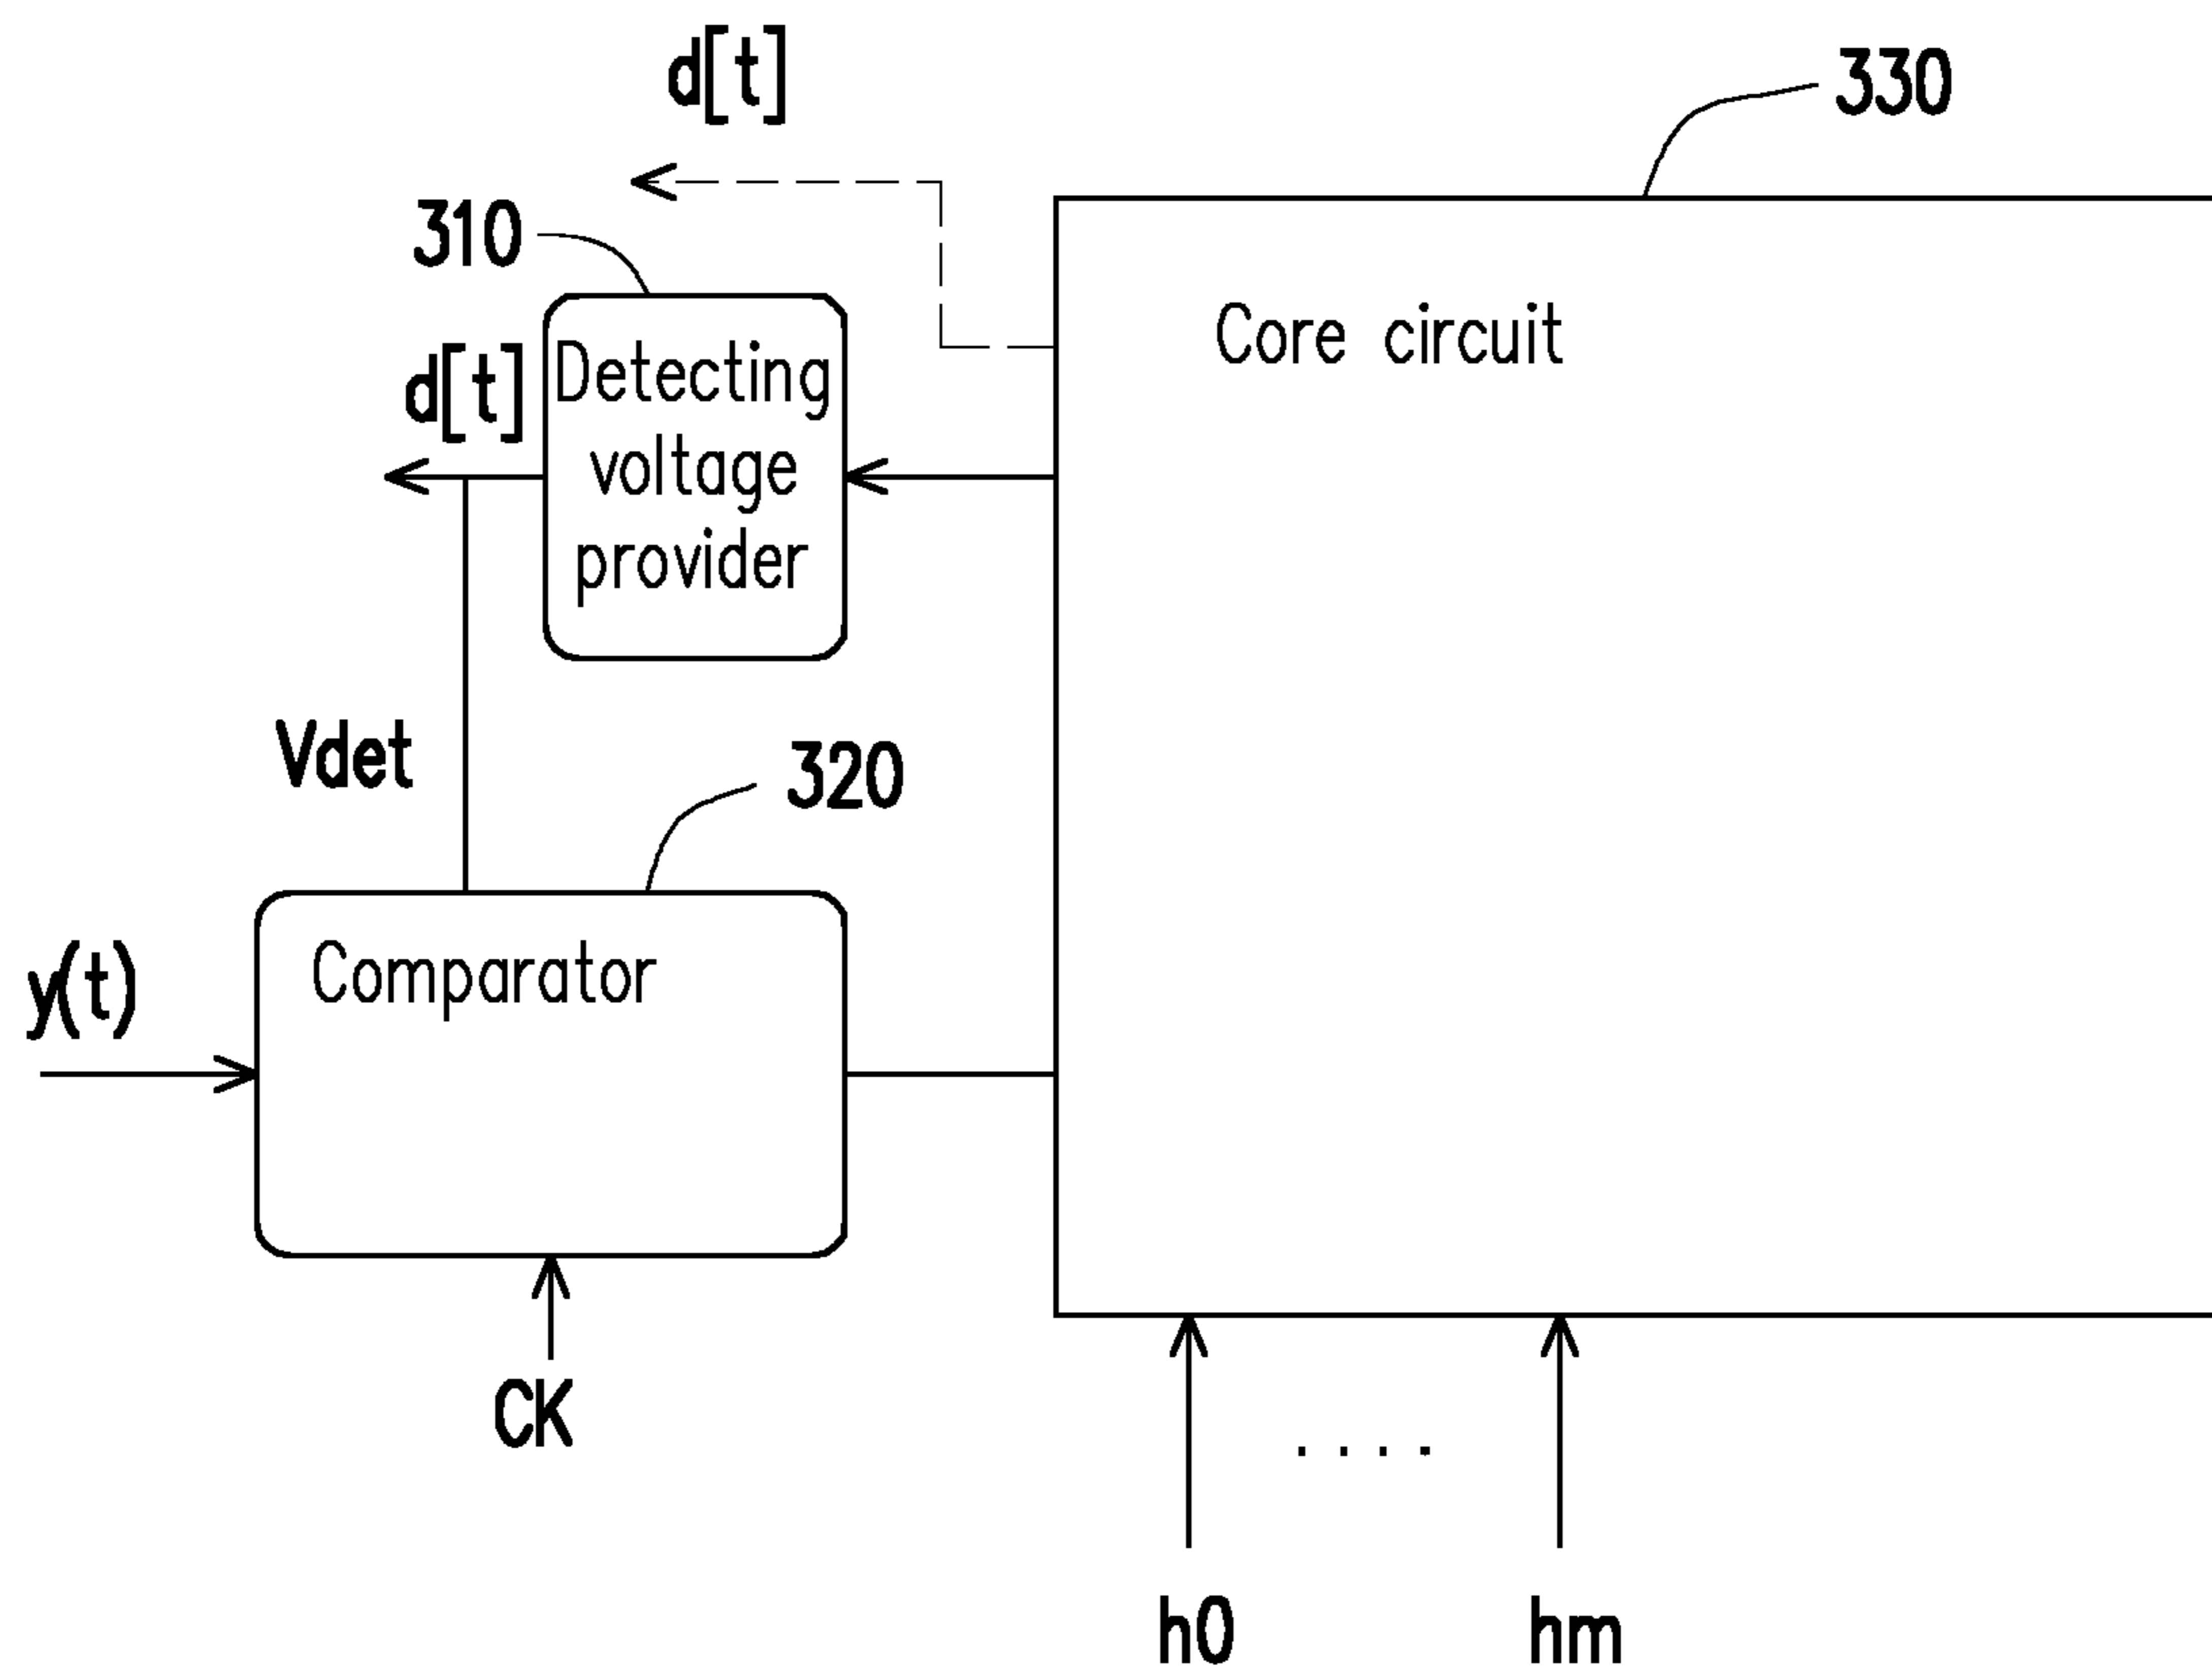 d[t]
330
310
Core circuit
d[t]
Detecting
voltage
provider
Vdet
320
y(t)
Comparator
CK
....
h0
hm